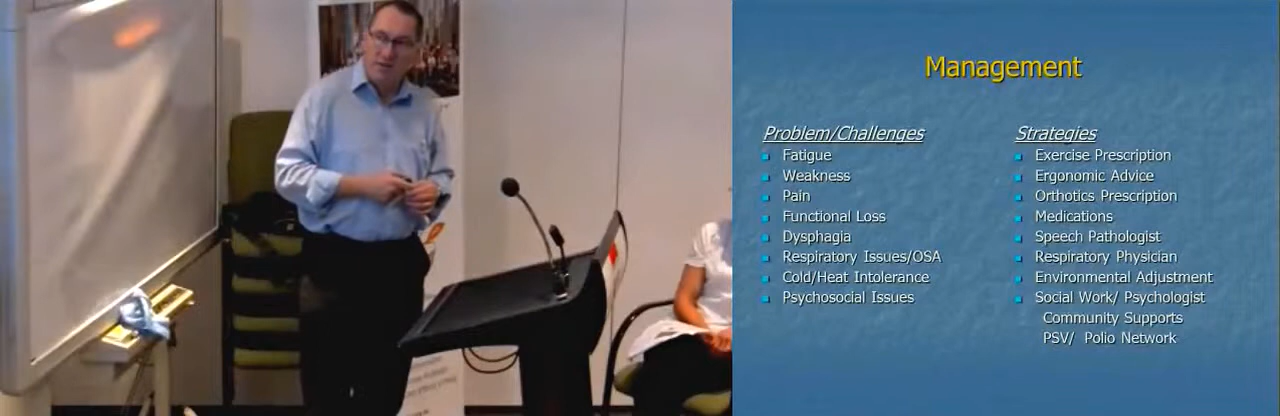 Management
Problem/Challenges
Fatigue
Weakness
Pain
Functional Loss
Dysphagia
Respiratory Issues/OSA
Cold/Heat Intolerance
Psychosocial Issues
Strategies
Exercise Prescription
Ergonomic Advice
Orthotics Prescription
Medications
Speech Pathologist
Respiratory Physician
Environmental Adjustment
Social Work/ Psychologist
Community Supports
PSV/ Polio Network